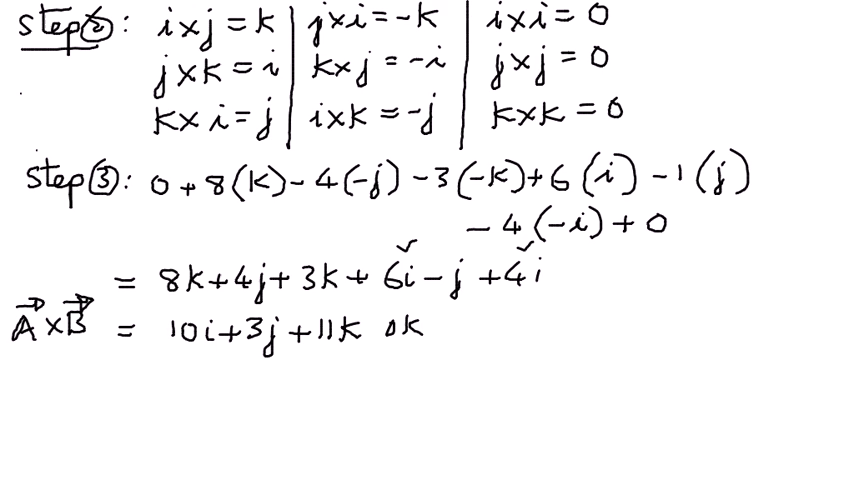 step②: i×j = k | j×i = -k | i×i = 0
j×k = i | k×j = -i | j×j = 0
k×i = j | i×k = -j | k×k = 0
step③: 0 + 8(k) - 4(-j) - 3(-k) + 6(i) - 1(j)
- 4(-i) + 0
= 8k + 4j + 3k + 6i - j + 4i
A×B = 10i + 3j + 11k ok